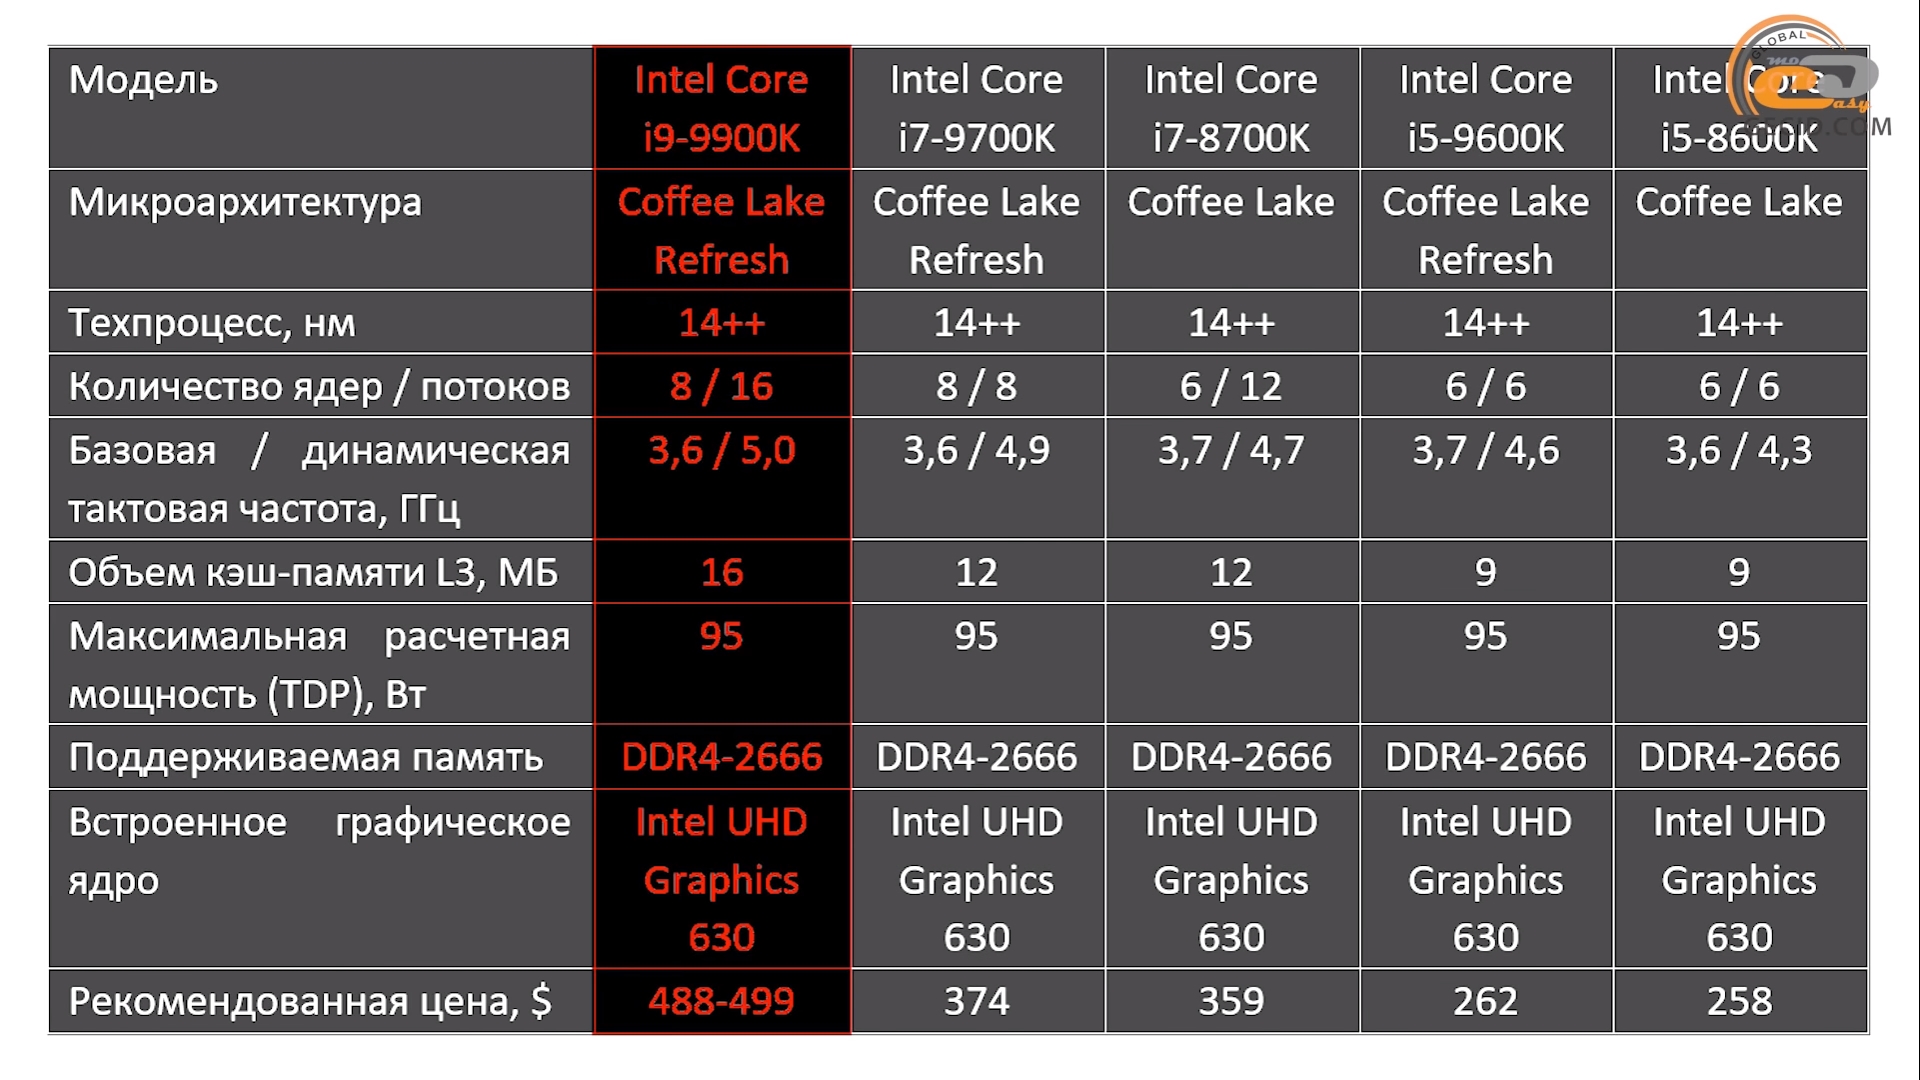 GLOBAL
Модель Intel Core Intel Core Intel Core Intel Core Intel Core
i9-9900K i7-9700K i7-8700K i5-9600K i5-8600K
Микроархитектура Coffee Lake Coffee Lake Coffee Lake Coffee Lake Coffee Lake
Refresh Refresh Refresh
Техпроцесс, нм 14++ 14++ 14++ 14++ 14++
Количество ядер / потоков 8 / 16 8 / 8 6 / 12 6 / 6 6 / 6
Базовая / динамическая 3,6 / 5,0 3,6 / 4,9 3,7 / 4,7 3,7 / 4,6 3,6 / 4,3
тактовая частота, ГГц
Объем кэш-памяти L3, МБ 16 12 12 9 9
Максимальная расчетная 95 95 95 95 95
мощность (TDP), Вт
Поддерживаемая память DDR4-2666 DDR4-2666 DDR4-2666 DDR4-2666 DDR4-2666
Встроенное графическое Intel UHD Intel UHD Intel UHD Intel UHD Intel UHD
ядро Graphics Graphics Graphics Graphics Graphics
630 630 630 630 630
Рекомендованная цена, $ 488-499 374 359 262 258